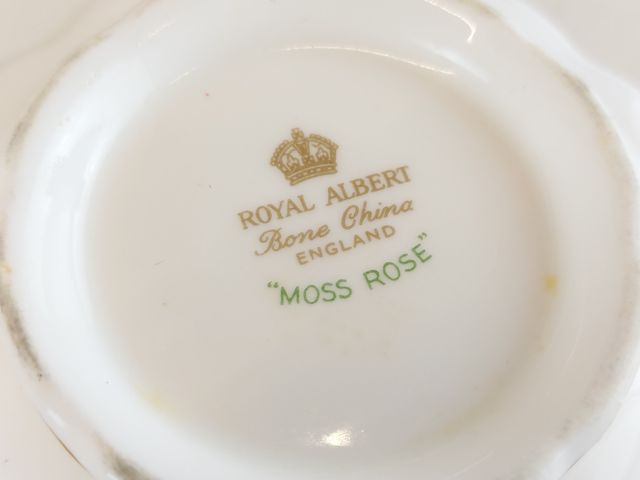 ROYAL ALBERT
Bone China
ENGLAND
"MOSS ROSE"